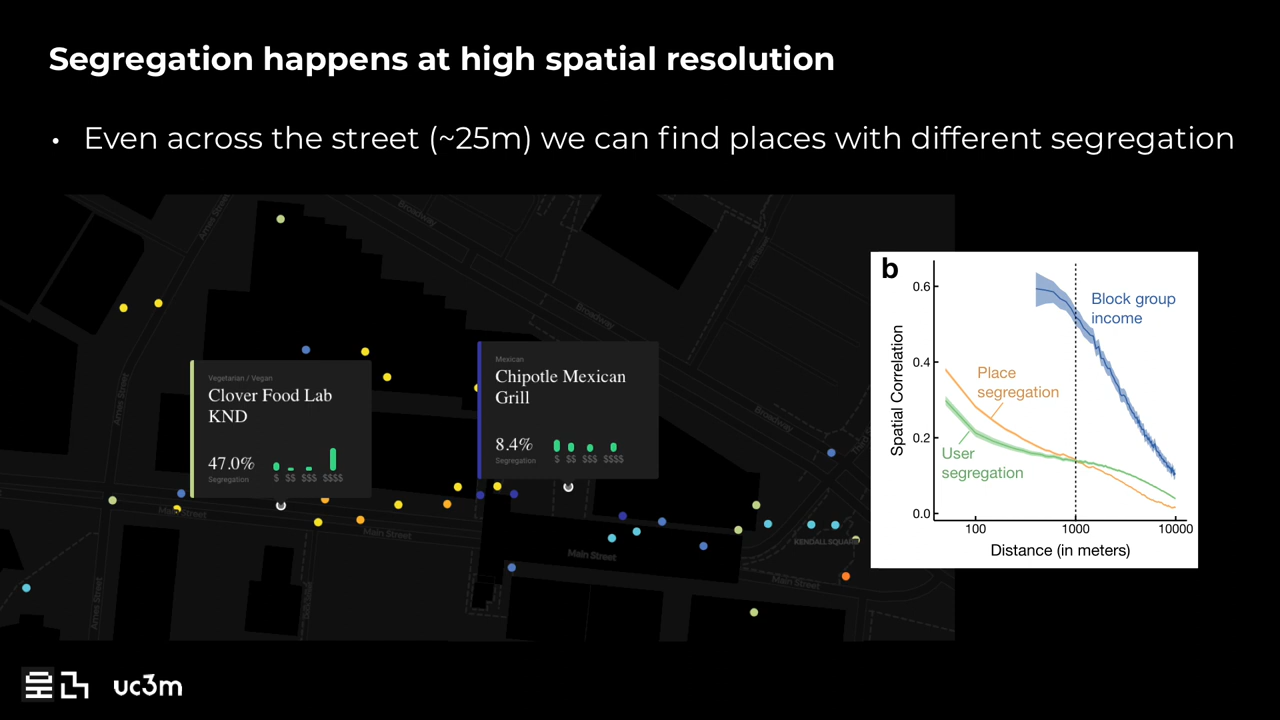 Segregation happens at high spatial resolution
• Even across the street (~25m) we can find places with different segregation
Ames Street
Broadway
Broadway
Broadway
Ames Street
Ames Street
Vegetarian / Vegan
Clover Food Lab
KND
47.0%
Segregation
$ $$ $$$ $$$$
Mexican
Chipotle Mexican
Grill
8.4%
Segregation
$ $$ $$$ $$$$
Main Street
Main Street
Main Street
Main Street
KENDALL SQUARE
b
0.6
0.4
0.2
0.0
Spatial Correlation
Block group
income
Place
segregation
User
segregation
100 1000 10000
Distance (in meters)
uc3m